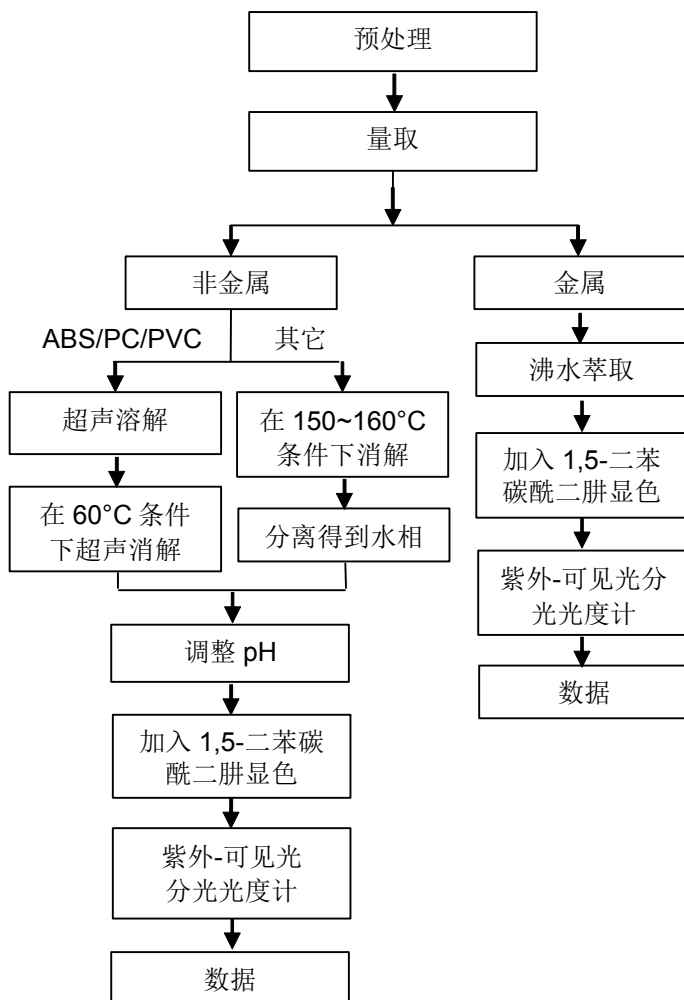 预处理
量取
非金属
金属
ABS/PC/PVC
其它
沸水萃取
超声溶解
在 150~160°C
条件下消解
加入 1,5-二苯
碳酰二肼显色
在 60°C 条件
下超声消解
分离得到水相
紫外-可见光分
光光度计
调整 pH
数据
加入 1,5-二苯碳
酰二肼显色
紫外-可见光
分光光度计
数据